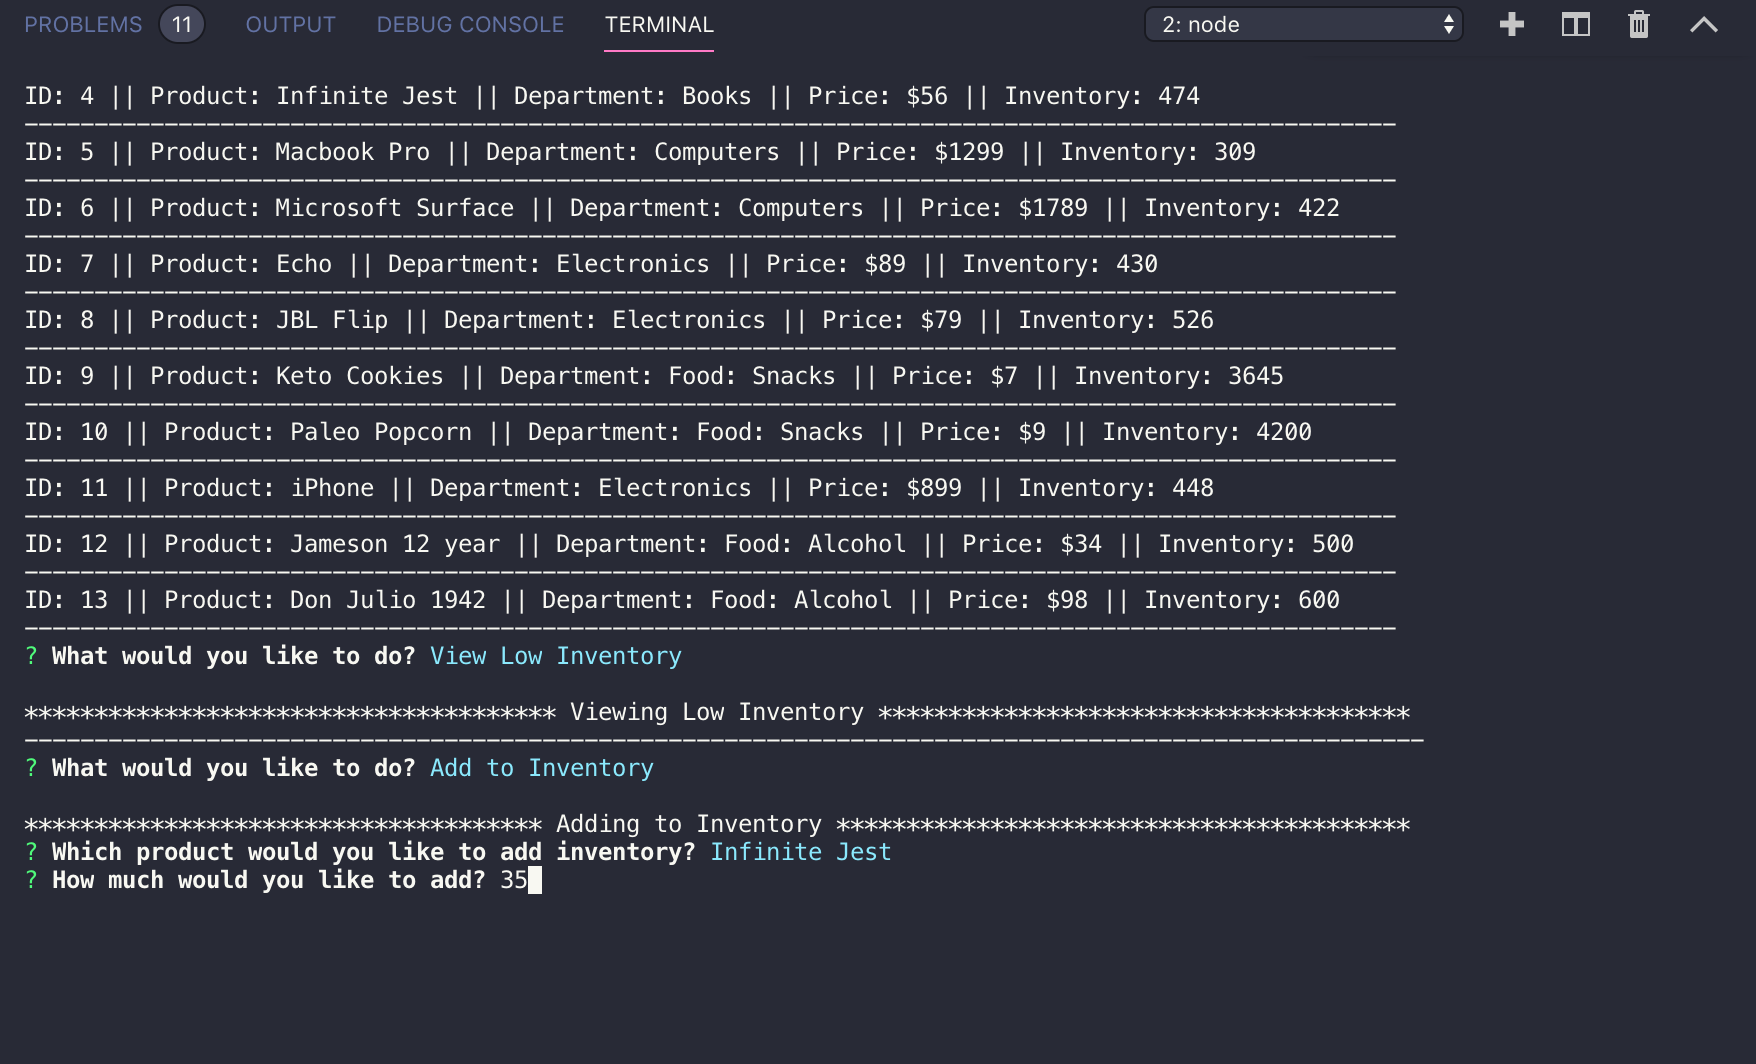 PROBLEMS 11 OUTPUT DEBUG CONSOLE TERMINAL 2: node
ID: 4 || Product: Infinite Jest || Department: Books || Price: $56 || Inventory: 474
--------------------------------------------------------------------------------------------------
ID: 5 || Product: Macbook Pro || Department: Computers || Price: $1299 || Inventory: 309
--------------------------------------------------------------------------------------------------
ID: 6 || Product: Microsoft Surface || Department: Computers || Price: $1789 || Inventory: 422
--------------------------------------------------------------------------------------------------
ID: 7 || Product: Echo || Department: Electronics || Price: $89 || Inventory: 430
--------------------------------------------------------------------------------------------------
ID: 8 || Product: JBL Flip || Department: Electronics || Price: $79 || Inventory: 526
--------------------------------------------------------------------------------------------------
ID: 9 || Product: Keto Cookies || Department: Food: Snacks || Price: $7 || Inventory: 3645
--------------------------------------------------------------------------------------------------
ID: 10 || Product: Paleo Popcorn || Department: Food: Snacks || Price: $9 || Inventory: 4200
--------------------------------------------------------------------------------------------------
ID: 11 || Product: iPhone || Department: Electronics || Price: $899 || Inventory: 448
--------------------------------------------------------------------------------------------------
ID: 12 || Product: Jameson 12 year || Department: Food: Alcohol || Price: $34 || Inventory: 500
--------------------------------------------------------------------------------------------------
ID: 13 || Product: Don Julio 1942 || Department: Food: Alcohol || Price: $98 || Inventory: 600
--------------------------------------------------------------------------------------------------
? What would you like to do? View Low Inventory
************************************** Viewing Low Inventory **************************************
----------------------------------------------------------------------------------------------------
? What would you like to do? Add to Inventory
************************************* Adding to Inventory *****************************************
? Which product would you like to add inventory? Infinite Jest
? How much would you like to add? 35